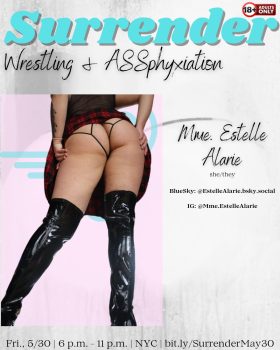 Surrender
18+ ADULTS ONLY
Wrestling & ASSphyxiation
Mme. Estelle
Alarie
she/they
BlueSky: @EstelleAlarie.bsky.social
IG: @Mme.EstelleAlarie
Fri., 5/30 | 6 p.m. - 11 p.m. | NYC | bit.ly/SurrenderMay30